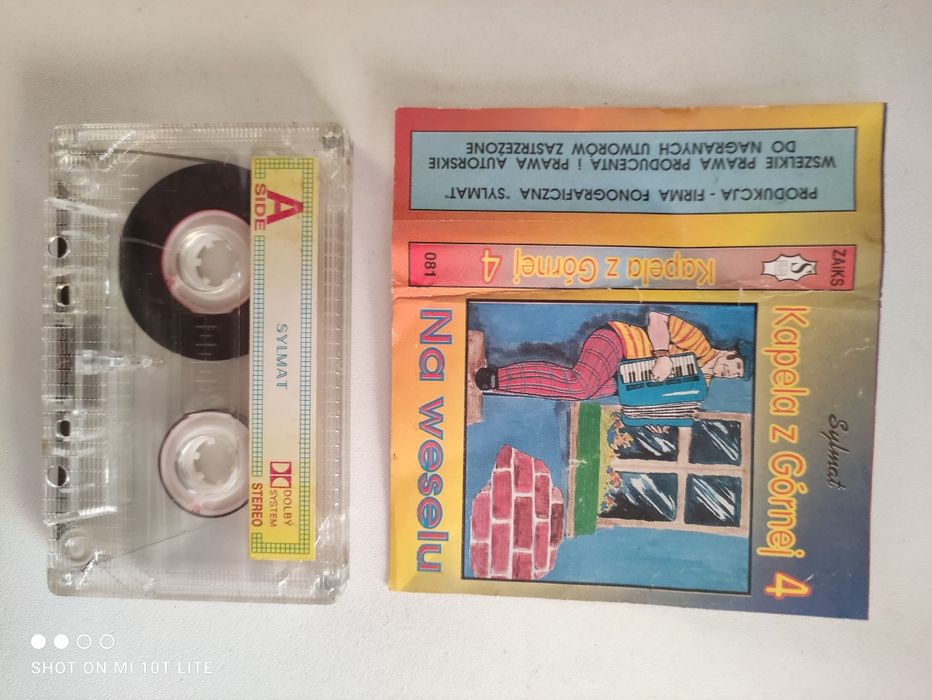 A
SIDE
SYLMAT
DOLBY
SYSTEM
STEREO
PRODUKCJA - FIRMA FONOGRAFICZNA "SYLMAT"
WSZELKIE PRAWA PRODUCENTA i PRAWA AUTORSKIE
DO NAGRANYCH UTWORÓW ZASTRZEŻONE
081
Kapela z Górnej 4
S
ZAIKS
Sylmat
Kapela z Górnej 4
Na weselu
SHOT ON MI 10T LITE